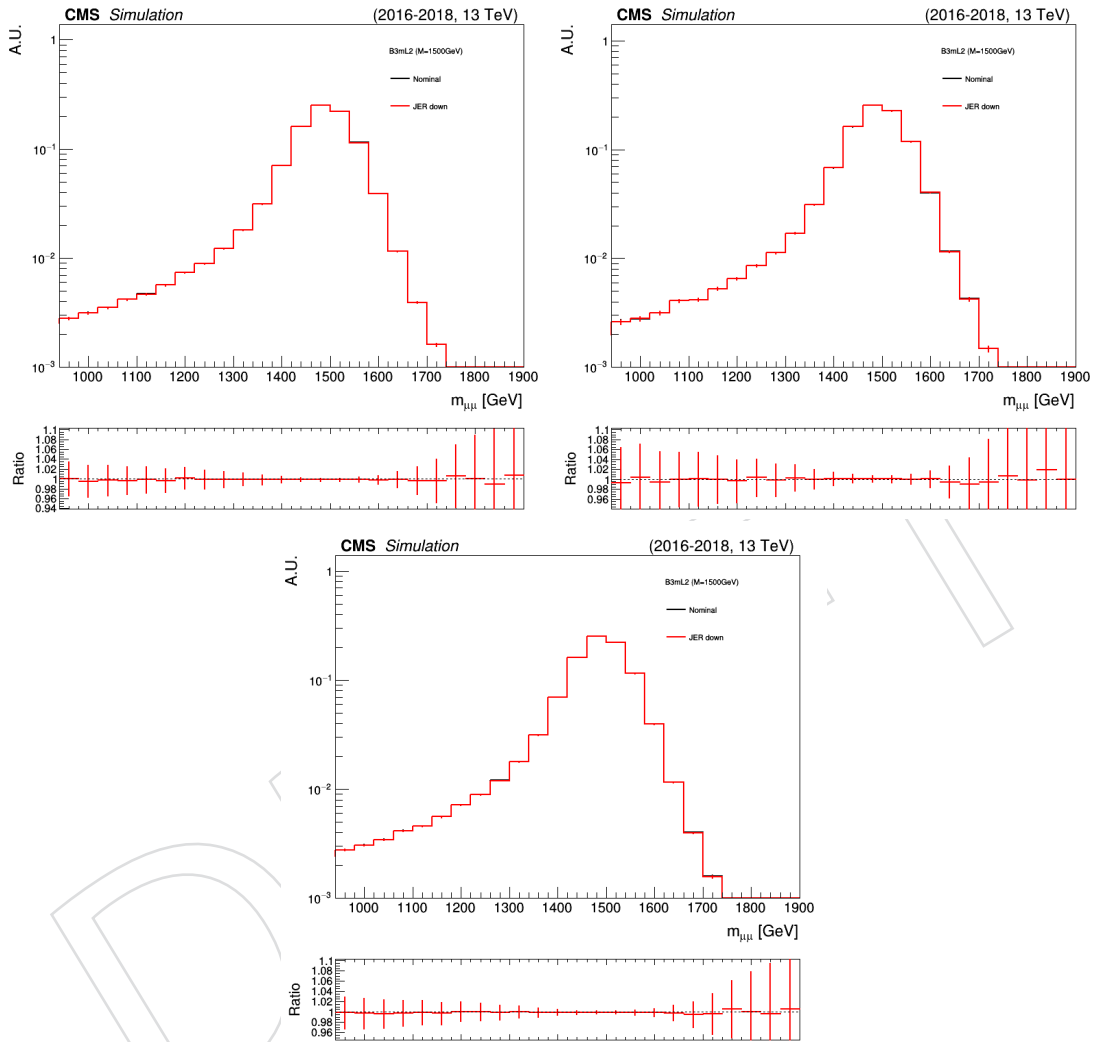 CMS Simulation (2016-2018, 13 TeV)
A.U.
B3mL2 (M=1500GeV)
Nominal
JER down
1
10⁻¹
10⁻²
10⁻³
1000 1100 1200 1300 1400 1500 1600 1700 1800 1900
m_μμ [GeV]
Ratio
1.1
1.08
1.06
1.04
1.02
1
0.98
0.96
0.94
CMS Simulation (2016-2018, 13 TeV)
A.U.
B3mL2 (M=1500GeV)
Nominal
JER down
1
10⁻¹
10⁻²
10⁻³
1000 1100 1200 1300 1400 1500 1600 1700 1800 1900
m_μμ [GeV]
Ratio
1.1
1.08
1.06
1.04
1.02
1
0.98
0.96
CMS Simulation (2016-2018, 13 TeV)
A.U.
B3mL2 (M=1500GeV)
Nominal
JER down
1
10⁻¹
10⁻²
10⁻³
1000 1100 1200 1300 1400 1500 1600 1700 1800 1900
m_μμ [GeV]
Ratio
1.1
1.08
1.06
1.04
1.02
1
0.98
0.96